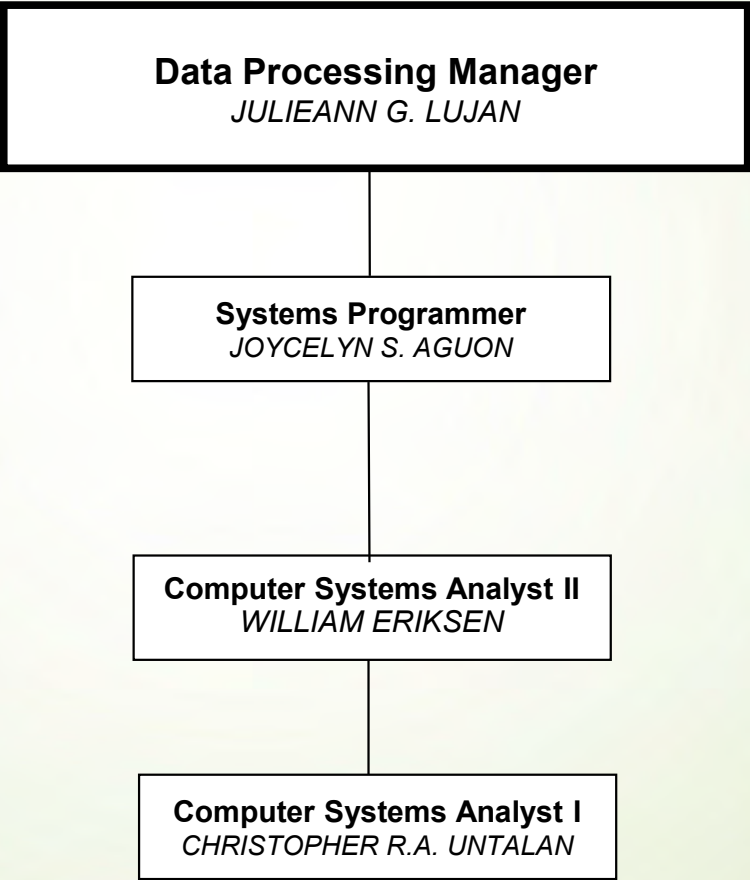 Data Processing Manager
JULIEANN G. LUJAN
Systems Programmer
JOYCELYN S. AGUON
Computer Systems Analyst II
WILLIAM ERIKSEN
Computer Systems Analyst I
CHRISTOPHER R.A. UNTALAN